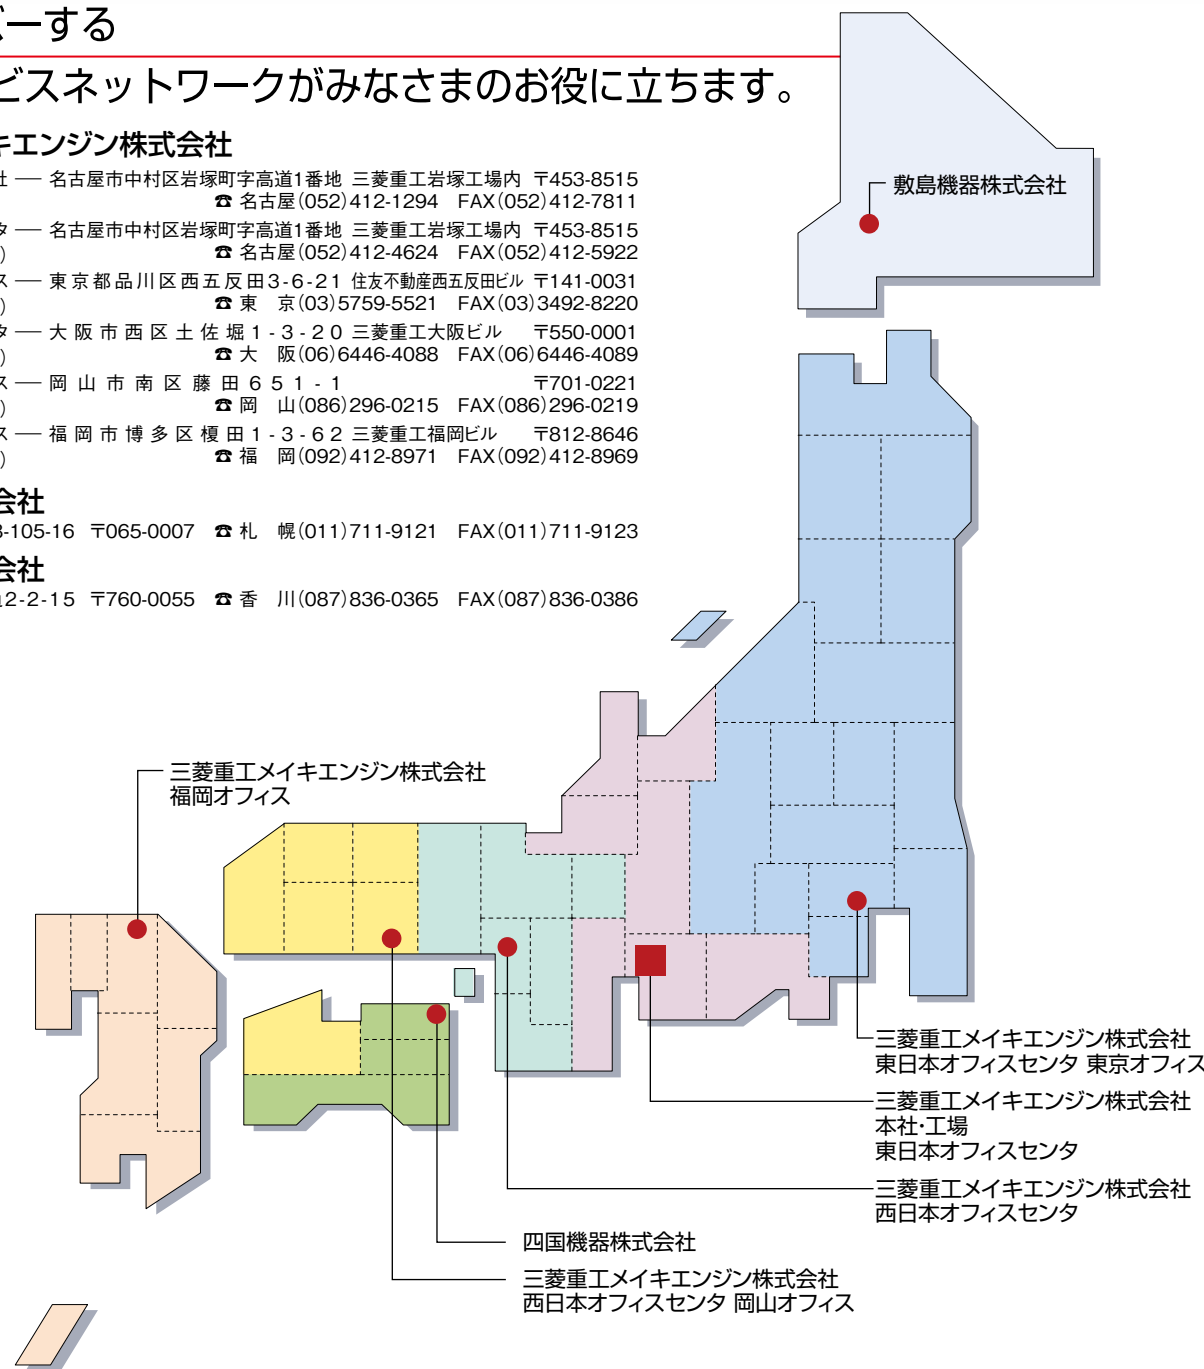 ーする
ビスネットワークがみなさまのお役に立ちます。
エンジン株式会社
名古屋市中村区岩塚町字高道1番地 三菱重工岩塚工場内 〒453-8515
☎ 名古屋(052)412-1294 FAX(052)412-7811
名古屋市中村区岩塚町字高道1番地 三菱重工岩塚工場内 〒453-8515
☎ 名古屋(052)412-4624 FAX(052)412-5922
ス ― 東京都品川区西五反田3-6-21 住友不動産西五反田ビル 〒141-0031
☎ 東 京(03)5759-5521 FAX(03)3492-8220
大阪市西区土佐堀1-3-20 三菱重工大阪ビル 〒550-0001
☎ 大 阪(06)6446-4088 FAX(06)6446-4089
ス ― 岡山市南区藤田651-1 〒701-0221
☎ 岡 山(086)296-0215 FAX(086)296-0219
ス ― 福岡市博多区榎田1-3-62 三菱重工福岡ビル 〒812-8646
☎ 福 岡(092)412-8971 FAX(092)412-8969
会社
-105-16 〒065-0007 ☎ 札 幌(011)711-9121 FAX(011)711-9123
会社
2-2-15 〒760-0055 ☎ 香 川(087)836-0365 FAX(087)836-0386
敷島機器株式会社
三菱重工メイキエンジン株式会社
福岡オフィス
三菱重工メイキエンジン株式会社
東日本オフィスセンタ 東京オフィス
三菱重工メイキエンジン株式会社
本社・工場
東日本オフィスセンタ
三菱重工メイキエンジン株式会社
西日本オフィスセンタ
四国機器株式会社
三菱重工メイキエンジン株式会社
西日本オフィスセンタ 岡山オフィス